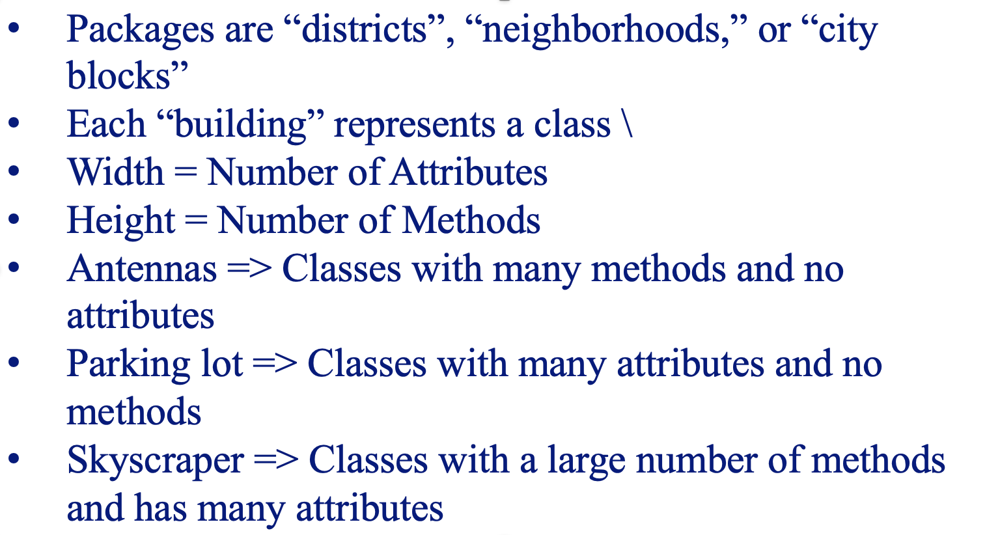 • Packages are “districts”, “neighborhoods,” or “city
blocks”
• Each “building” represents a class \
• Width = Number of Attributes
• Height = Number of Methods
• Antennas => Classes with many methods and no
attributes
• Parking lot => Classes with many attributes and no
methods
• Skyscraper => Classes with a large number of methods
and has many attributes